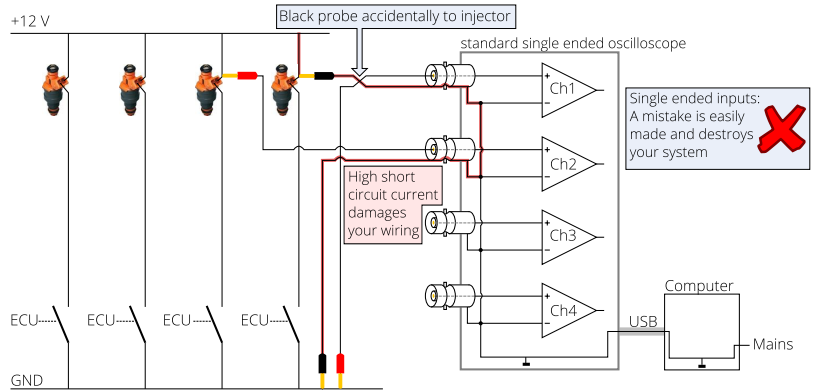 +12 V
Black probe accidentally to injector
standard single ended oscilloscope
+
Ch1
−
Single ended inputs:
A mistake is easily
made and destroys
your system
+
Ch2
−
High short
circuit current
damages
your wiring
+
Ch3
−
+
Ch4
−
Computer
ECU
ECU
ECU
ECU
USB
Mains
GND